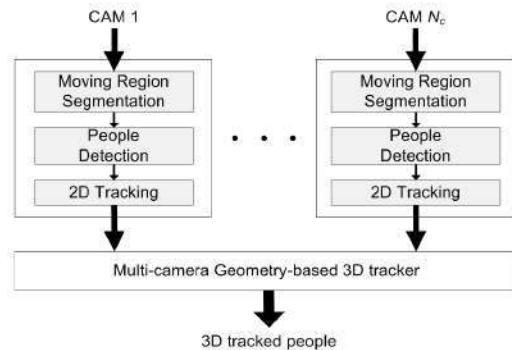 CAM 1
Moving Region
Segmentation
People
Detection
2D Tracking
. . .
CAM Nc
Moving Region
Segmentation
People
Detection
2D Tracking
Multi-camera Geometry-based 3D tracker
3D tracked people